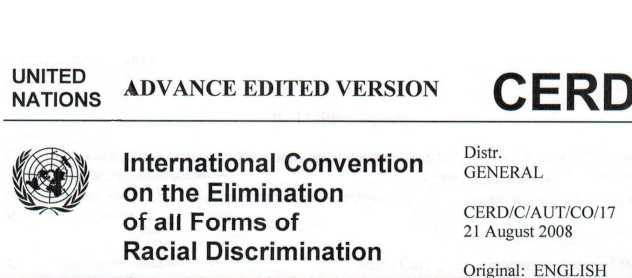 UNITED
NATIONS
ADVANCE EDITED VERSION
CERD
International Convention
on the Elimination
of all Forms of
Racial Discrimination
Distr.
GENERAL
CERD/C/AUT/CO/17
21 August 2008
Original: ENGLISH